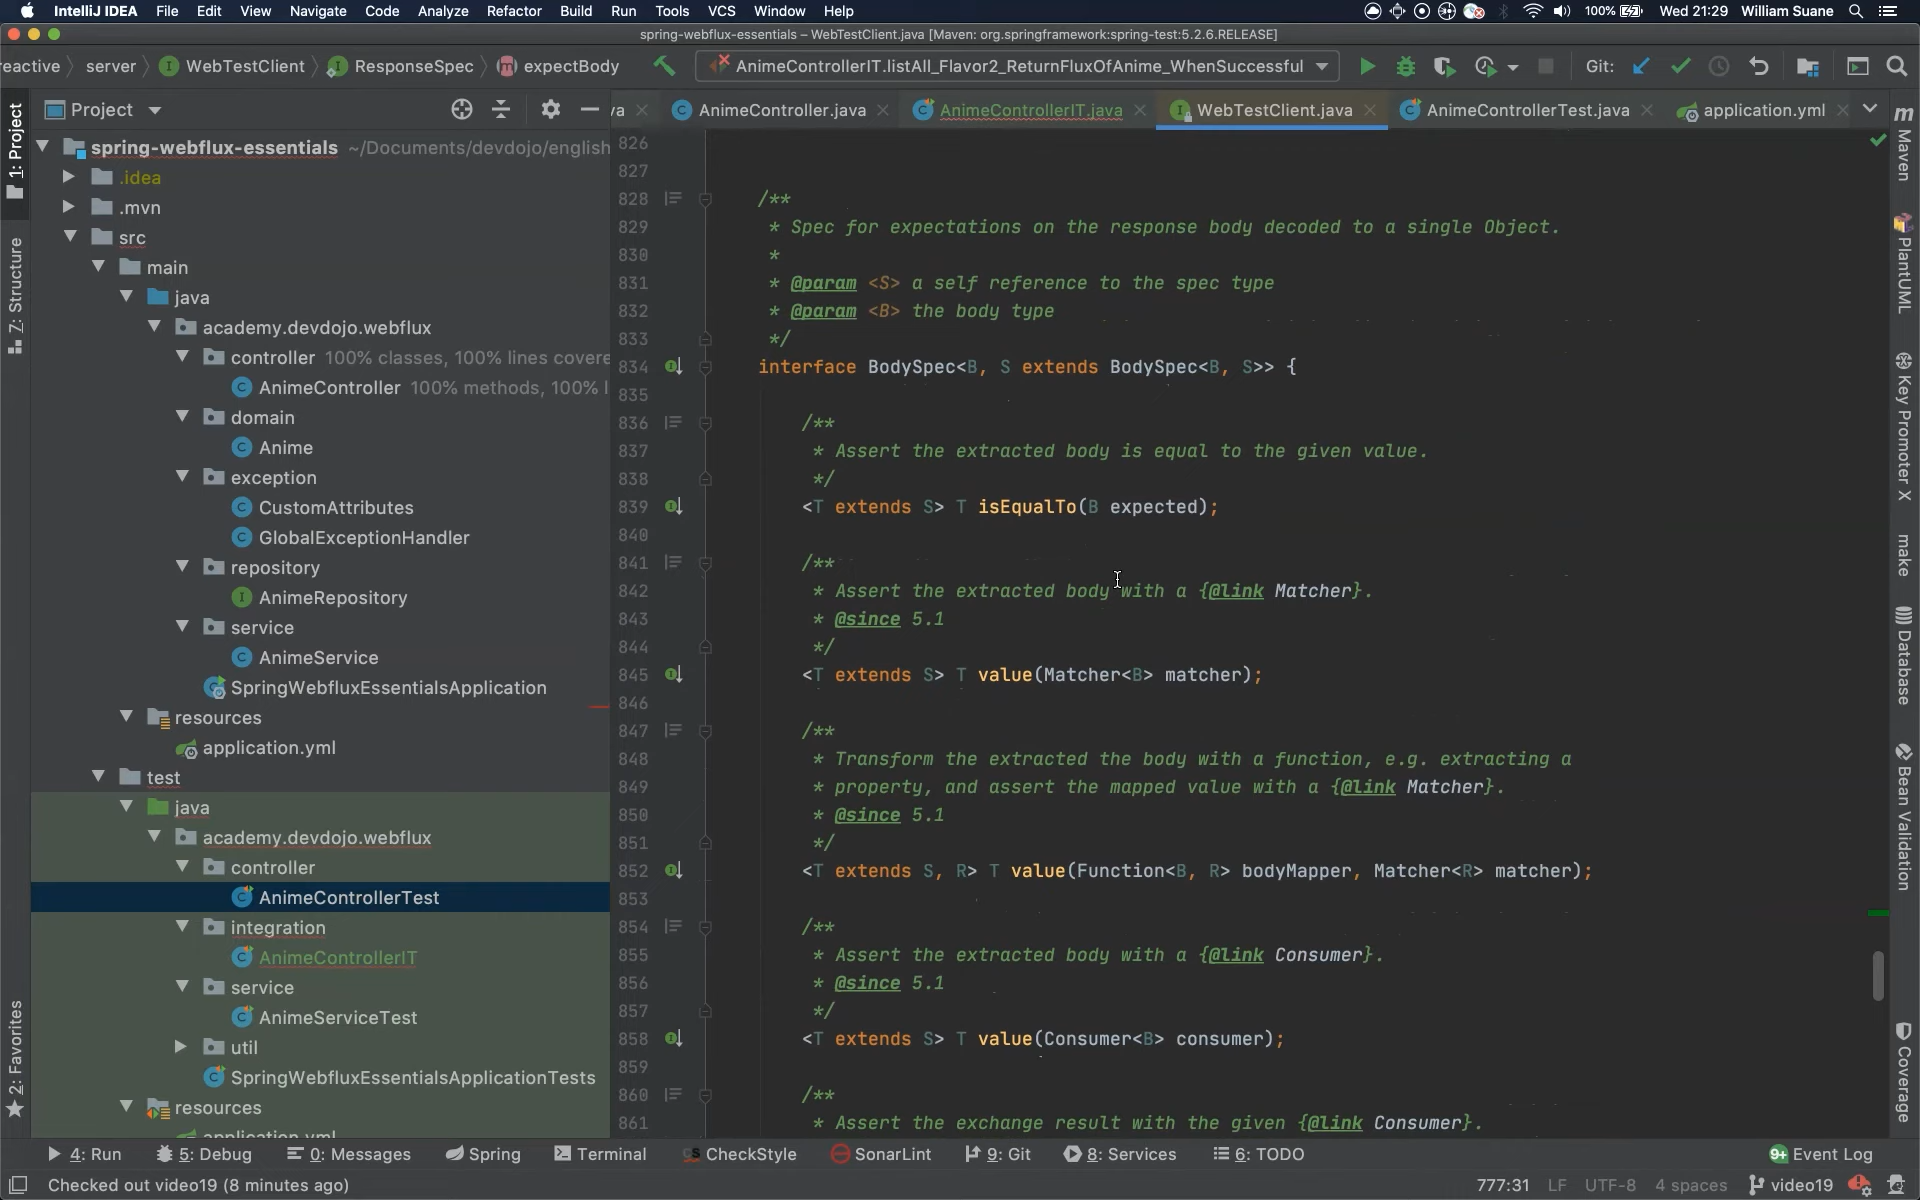 IntelliJ IDEA File Edit View Navigate Code Analyze Refactor Build Run Tools VCS Window Help 100% Wed 21:29 William Suane
spring-webflux-essentials – WebTestClient.java [Maven: org.springframework:spring-test:5.2.6.RELEASE]
reactive server WebTestClient ResponseSpec expectBody AnimeControllerIT.listAll_Flavor2_ReturnFluxOfAnime_WhenSuccessful Git:
Project
va AnimeController.java AnimeControllerIT.java WebTestClient.java AnimeControllerTest.java application.yml
1: Project
7: Structure
2: Favorites
spring-webflux-essentials ~/Documents/devdojo/english
.idea
.mvn
src
main
java
academy.devdojo.webflux
controller 100% classes, 100% lines covere
AnimeController 100% methods, 100% l
domain
Anime
exception
CustomAttributes
GlobalExceptionHandler
repository
AnimeRepository
service
AnimeService
SpringWebfluxEssentialsApplication
resources
application.yml
test
java
academy.devdojo.webflux
controller
AnimeControllerTest
integration
AnimeControllerIT
service
AnimeServiceTest
util
SpringWebfluxEssentialsApplicationTests
resources
application.yml
826
827
828 /**
829 * Spec for expectations on the response body decoded to a single Object.
830 *
831 * @param <S> a self reference to the spec type
832 * @param <B> the body type
833 */
834 interface BodySpec<B, S extends BodySpec<B, S>> {
835
836 /**
837 * Assert the extracted body is equal to the given value.
838 */
839 <T extends S> T isEqualTo(B expected);
840
841 /**
842 * Assert the extracted body with a {@link Matcher}.
843 * @since 5.1
844 */
845 <T extends S> T value(Matcher<B> matcher);
846
847 /**
848 * Transform the extracted the body with a function, e.g. extracting a
849 * property, and assert the mapped value with a {@link Matcher}.
850 * @since 5.1
851 */
852 <T extends S, R> T value(Function<B, R> bodyMapper, Matcher<R> matcher);
853
854 /**
855 * Assert the extracted body with a {@link Consumer}.
856 * @since 5.1
857 */
858 <T extends S> T value(Consumer<B> consumer);
859
860 /**
861 * Assert the exchange result with the given {@link Consumer}.
Maven
PlantUML
Key Promoter X
make
Database
Bean Validation
Coverage
4: Run 5: Debug 0: Messages Spring Terminal CheckStyle SonarLint 9: Git 8: Services 6: TODO 9+ Event Log
Checked out video19 (8 minutes ago) 777:31 LF UTF-8 4 spaces video19